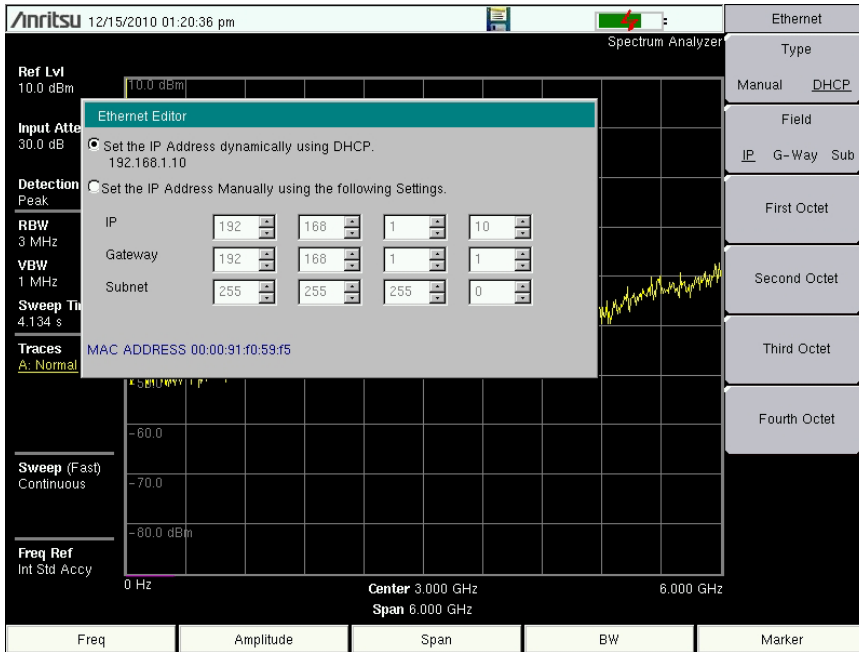 /inritsu 12/15/2010 01:20:36 pm
Spectrum Analyzer
Ref Lvl
10.0 dBm
Input Atte
30.0 dB
Detection
Peak
RBW
3 MHz
VBW
1 MHz
Sweep Ti
4.134 s
Traces
A: Normal
Sweep (Fast)
Continuous
Freq Ref
Int Std Accy
10.0 dBm
Ethernet Editor
Set the IP Address dynamically using DHCP.
192.168.1.10
Set the IP Address Manually using the following Settings.
IP 192 168 1 10
Gateway 192 168 1 1
Subnet 255 255 255 0
MAC ADDRESS 00:00:91:f0:59:f5
-60.0
-70.0
-80.0 dBm
0 Hz
Center 3.000 GHz
6.000 GHz
Span 6.000 GHz
Ethernet
Type
Manual DHCP
Field
IP G-Way Sub
First Octet
Second Octet
Third Octet
Fourth Octet
Freq
Amplitude
Span
BW
Marker